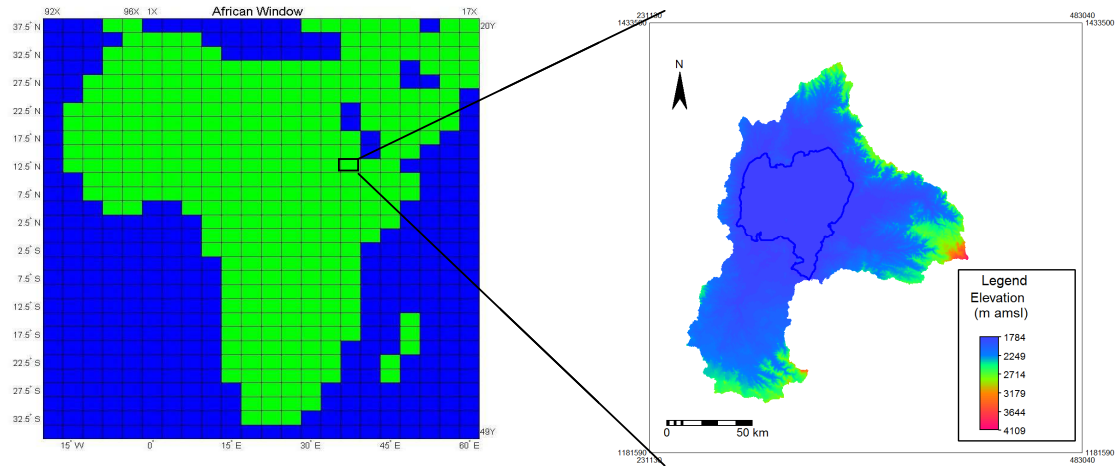 African Window
92X 96X 1X 17X
20Y
37.5° N
32.5° N
27.5° N
22.5° N
17.5° N
12.5° N
7.5° N
2.5° N
2.5° S
7.5° S
12.5° S
17.5° S
22.5° S
27.5° S
32.5° S
49Y
15° W 0° 15° E 30° E 45° E 60° E
231130 483040
1433500 1433500
N
Legend
Elevation
(m amsl)
1784
2249
2714
3179
3644
4109
0 50 km
1181590 1181590
231130 483040